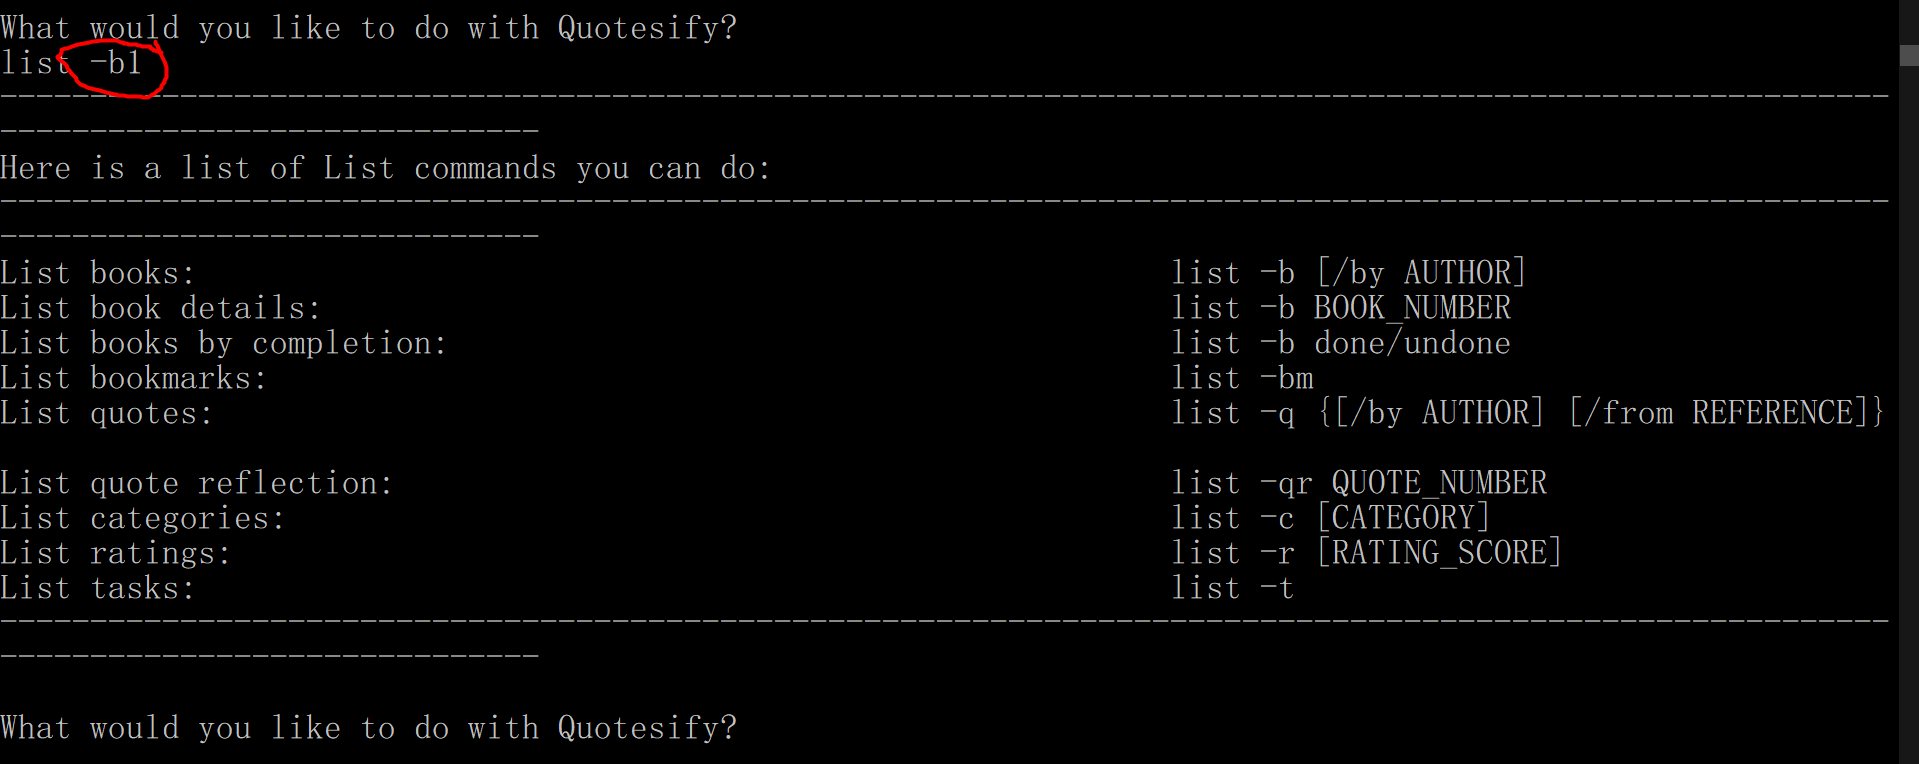 What would you like to do with Quotesify?
list -b1
---------------------------------------------------------------------------------------------------------
------------------------------
Here is a list of List commands you can do:
---------------------------------------------------------------------------------------------------------
------------------------------
List books: list -b [/by AUTHOR]
List book details: list -b BOOK_NUMBER
List books by completion: list -b done/undone
List bookmarks: list -bm
List quotes: list -q {[/by AUTHOR] [/from REFERENCE]}
List quote reflection: list -qr QUOTE_NUMBER
List categories: list -c [CATEGORY]
List ratings: list -r [RATING_SCORE]
List tasks: list -t
---------------------------------------------------------------------------------------------------------
------------------------------
What would you like to do with Quotesify?